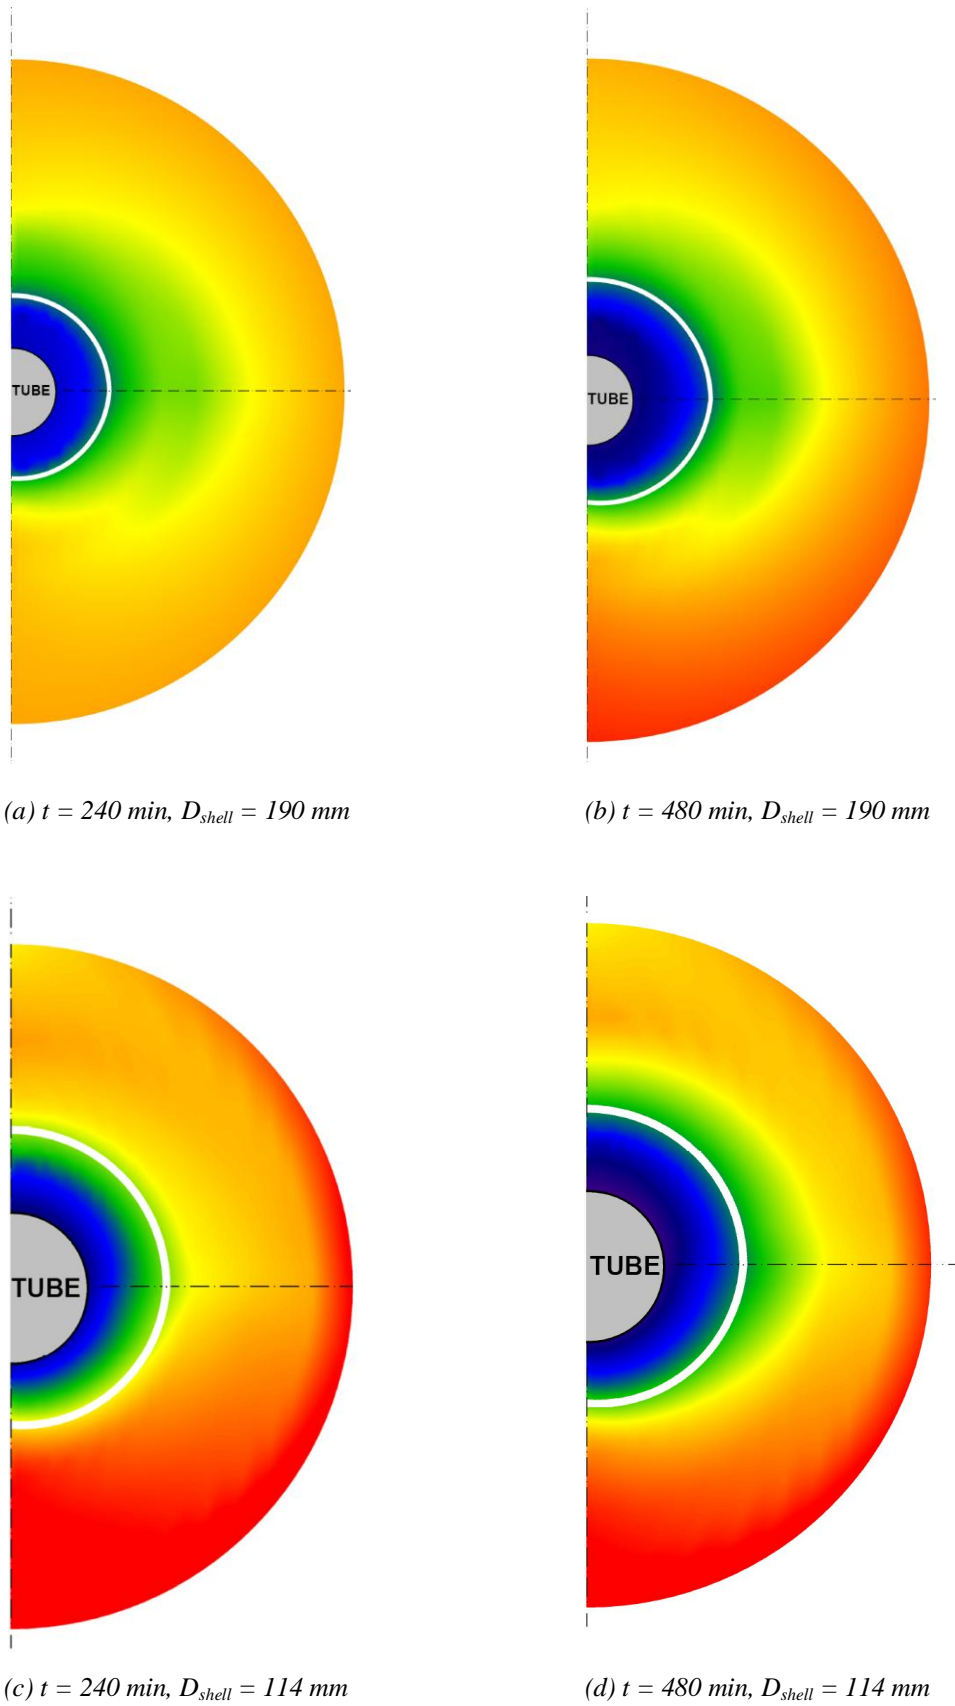 TUBE
TUBE
(a) t = 240 min, Dshell = 190 mm
(b) t = 480 min, Dshell = 190 mm
TUBE
TUBE
(c) t = 240 min, Dshell = 114 mm
(d) t = 480 min, Dshell = 114 mm